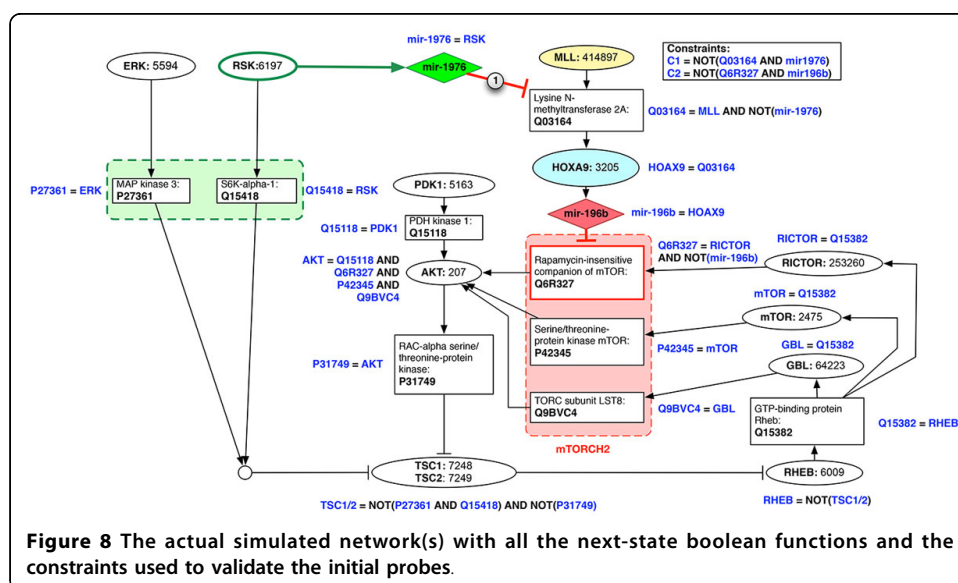 mir-1976 = RSK
ERK: 5594
RSK:6197
mir-1976
1
MLL: 414897
Constraints:
C1 = NOT(Q03164 AND mir1976)
C2 = NOT(Q6R327 AND mir196b)
Lysine N-
methyltransferase 2A:
Q03164
Q03164 = MLL AND NOT(mir-1976)
HOXA9: 3205
HOAX9 = Q03164
P27361 = ERK
MAP kinase 3:
P27361
S6K-alpha-1:
Q15418
Q15418 = RSK
PDK1: 5163
mir-196b
mir-196b = HOAX9
Q15118 = PDK1
PDH kinase 1:
Q15118
Q6R327 = RICTOR
AND NOT(mir-196b)
RICTOR = Q15382
RICTOR: 253260
AKT = Q15118 AND
Q6R327 AND
P42345 AND
Q9BVC4
AKT: 207
Rapamycin-insensitive
companion of mTOR:
Q6R327
mTOR = Q15382
mTOR: 2475
Serine/threonine-
protein kinase mTOR:
P42345
P42345 = mTOR
GBL = Q15382
GBL: 64223
P31749 = AKT
RAC-alpha serine/
threonine-protein
kinase:
P31749
TORC subunit LST8:
Q9BVC4
Q9BVC4 = GBL
GTP-binding protein
Rheb:
Q15382
Q15382 = RHEB
mTORCH2
TSC1: 7248
TSC2: 7249
RHEB: 6009
TSC1/2 = NOT(P27361 AND Q15418) AND NOT(P31749)
RHEB = NOT(TSC1/2)
Figure 8 The actual simulated network(s) with all the next-state boolean functions and the
constraints used to validate the initial probes.